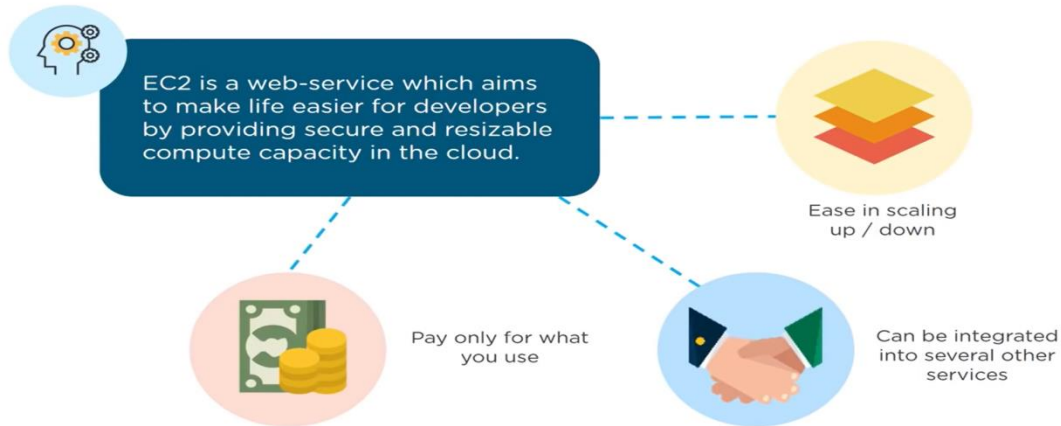 EC2 is a web-service which aims
to make life easier for developers
by providing secure and resizable
compute capacity in the cloud.
Ease in scaling
up / down
Pay only for what
you use
Can be integrated
into several other
services